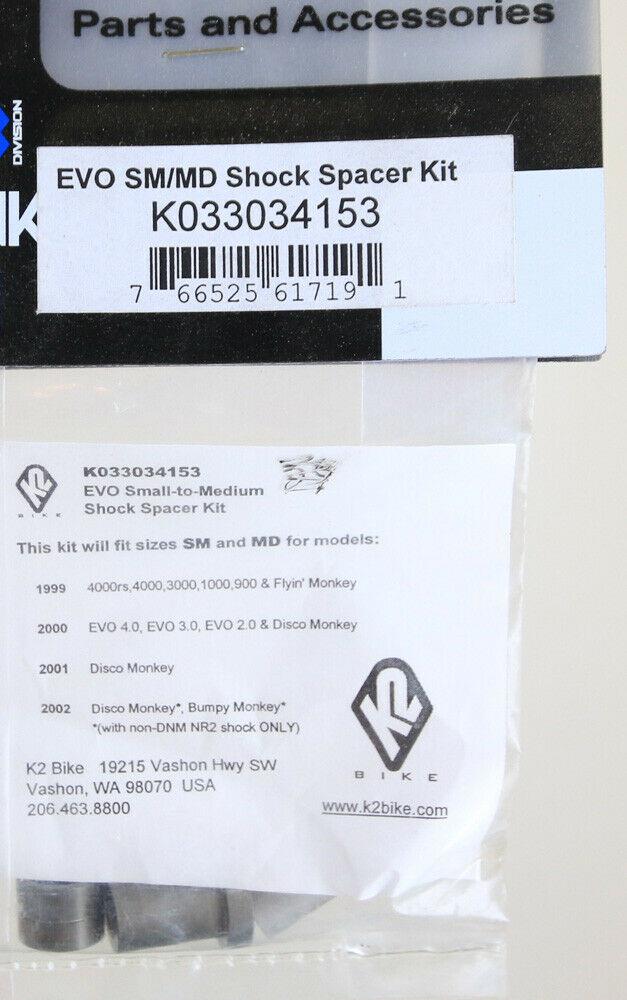 Parts and Accessories
DIVISION
EVO SM/MD Shock Spacer Kit
K033034153
7 66525 61719 1
K2
BIKE
K033034153
EVO Small-to-Medium
Shock Spacer Kit
This kit will fit sizes SM and MD for models:
1999 4000rs,4000,3000,1000,900 & Flyin' Monkey
2000 EVO 4.0, EVO 3.0, EVO 2.0 & Disco Monkey
2001 Disco Monkey
2002 Disco Monkey*, Bumpy Monkey*
*(with non-DNM NR2 shock ONLY)
K2
BIKE
K2 Bike 19215 Vashon Hwy SW
Vashon, WA 98070 USA
206.463.8800
www.k2bike.com